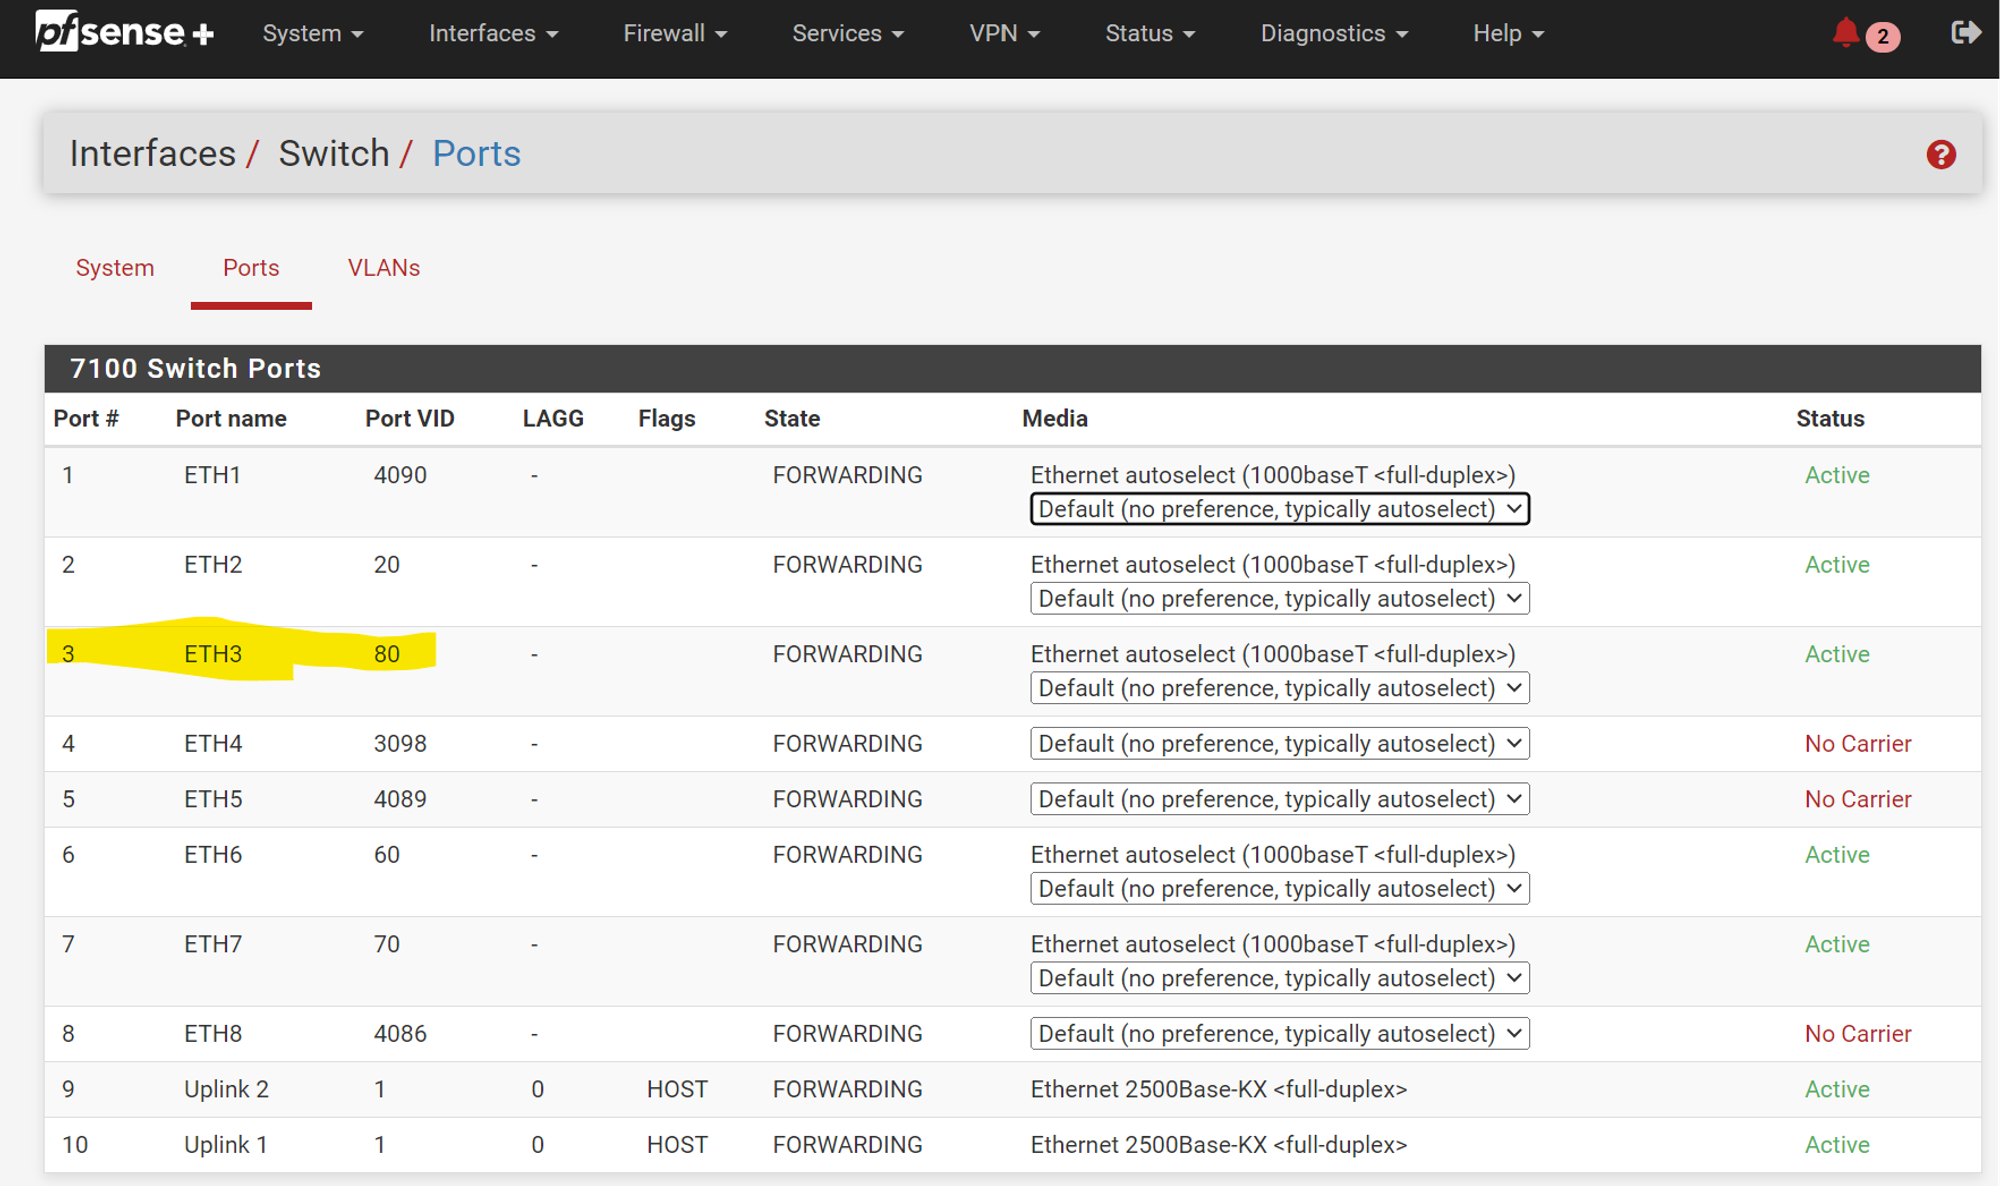 pfsense + System Interfaces Firewall Services VPN Status Diagnostics Help 2
Interfaces / Switch / Ports ?
System Ports VLANs
7100 Switch Ports
Port # Port name Port VID LAGG Flags State Media Status
1 ETH1 4090 - FORWARDING Ethernet autoselect (1000baseT <full-duplex>) Active
Default (no preference, typically autoselect)
2 ETH2 20 - FORWARDING Ethernet autoselect (1000baseT <full-duplex>) Active
Default (no preference, typically autoselect)
3 ETH3 80 - FORWARDING Ethernet autoselect (1000baseT <full-duplex>) Active
Default (no preference, typically autoselect)
4 ETH4 3098 - FORWARDING Default (no preference, typically autoselect) No Carrier
5 ETH5 4089 - FORWARDING Default (no preference, typically autoselect) No Carrier
6 ETH6 60 - FORWARDING Ethernet autoselect (1000baseT <full-duplex>) Active
Default (no preference, typically autoselect)
7 ETH7 70 - FORWARDING Ethernet autoselect (1000baseT <full-duplex>) Active
Default (no preference, typically autoselect)
8 ETH8 4086 - FORWARDING Default (no preference, typically autoselect) No Carrier
9 Uplink 2 1 0 HOST FORWARDING Ethernet 2500Base-KX <full-duplex> Active
10 Uplink 1 1 0 HOST FORWARDING Ethernet 2500Base-KX <full-duplex> Active